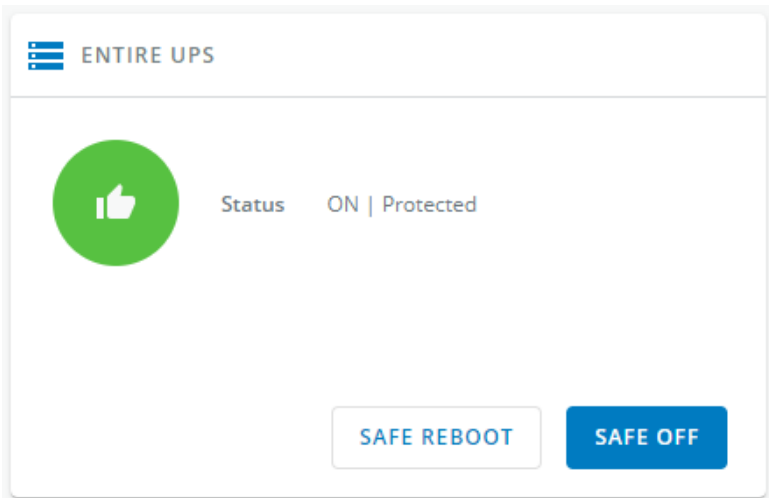 ENTIRE UPS
Status ON | Protected
SAFE REBOOT SAFE OFF